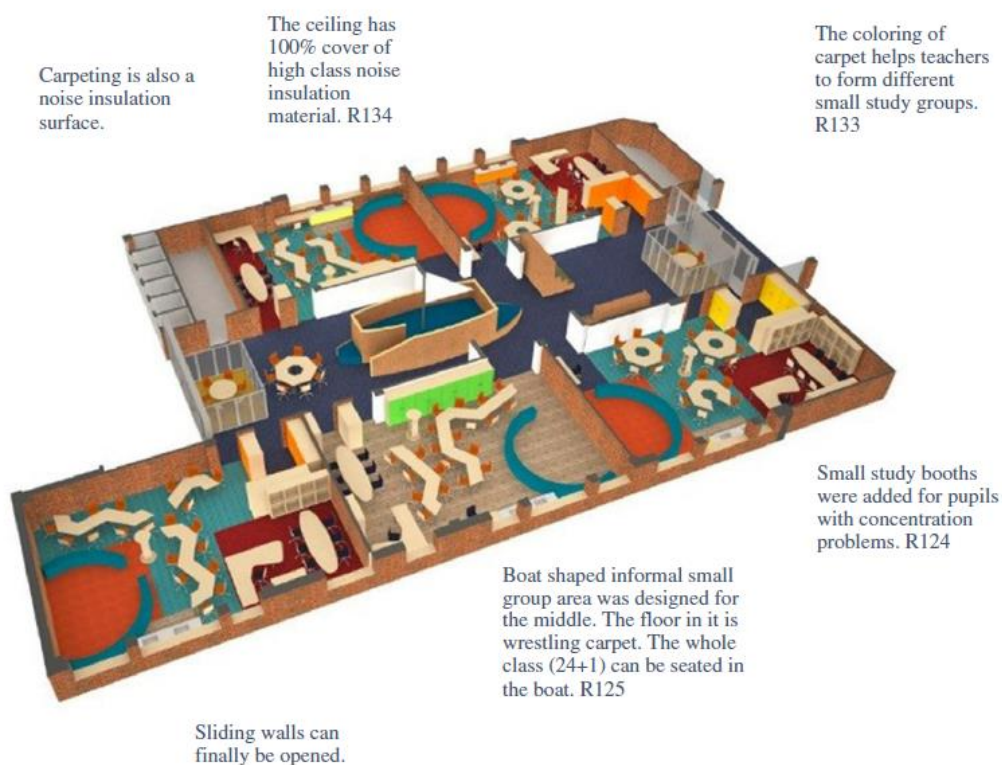 The ceiling has
100% cover of
high class noise
insulation
material. R134
The coloring of
carpet helps teachers
to form different
small study groups.
R133
Carpeting is also a
noise insulation
surface.
Small study booths
were added for pupils
with concentration
problems. R124
Boat shaped informal small
group area was designed for
the middle. The floor in it is
wrestling carpet. The whole
class (24+1) can be seated in
the boat. R125
Sliding walls can
finally be opened.